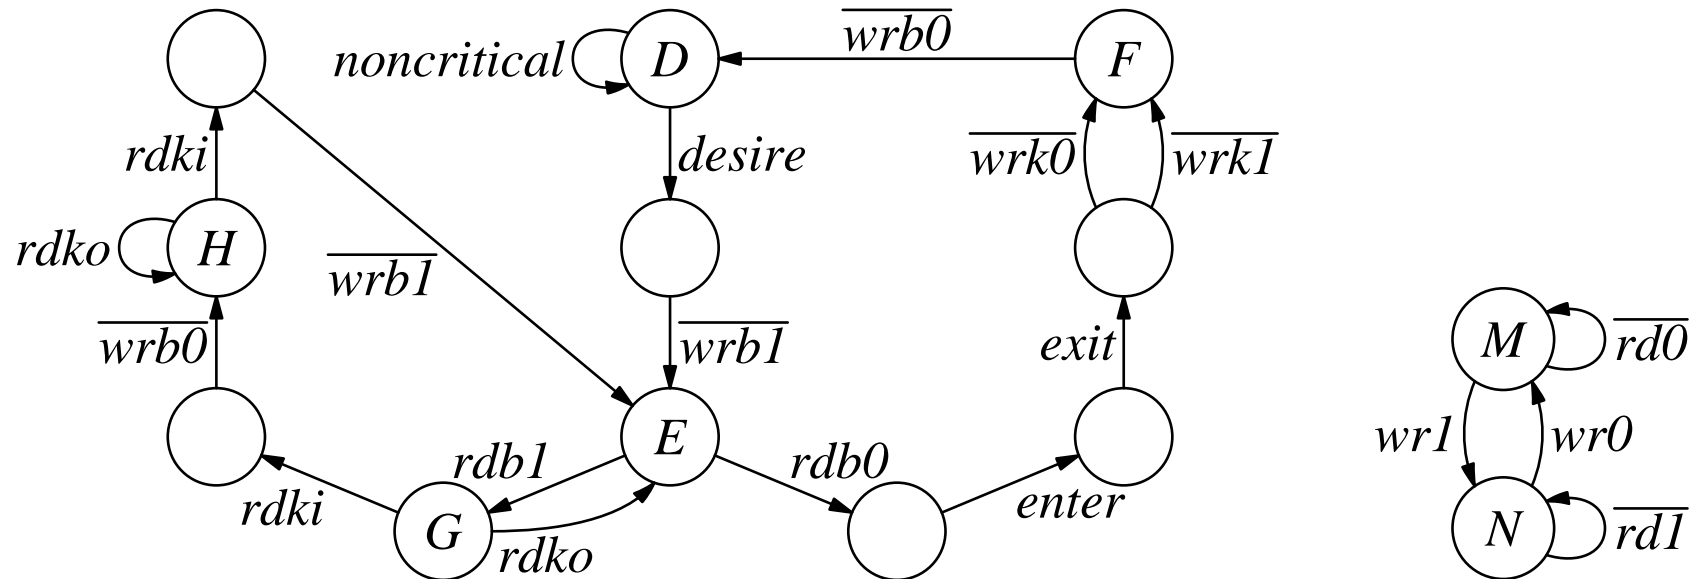 wrb0
noncritical
D
F
rdki
desire
wrk0
wrk1
rdko
H
wrb1
wrb0
wrb1
exit
M
rd0
rdb1
E
rdb0
wr1
wr0
rdki
enter
G
rdko
N
rd1